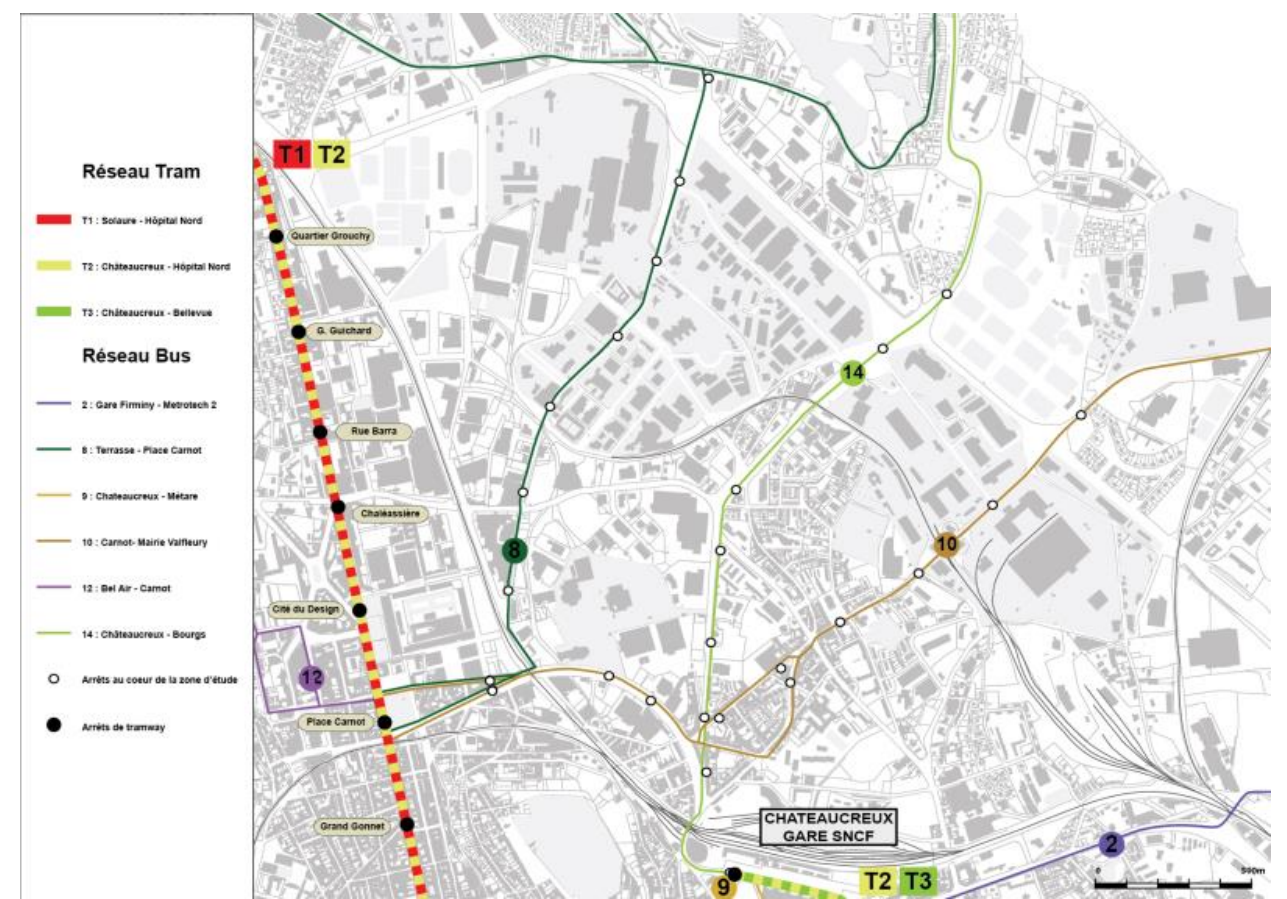 Réseau Tram
T1 : Solaure - Hôpital Nord
T2 : Châteaucreux - Hôpital Nord
T3 : Châteaucreux - Bellevue
Réseau Bus
2 : Gare Firminy - Metrotech 2
8 : Terrasse - Place Carnot
9 : Chateaucreux - Métare
10 : Carnot- Mairie Valfleury
12 : Bel Air - Carnot
14 : Châteaucreux - Bourgs
Arrêts au coeur de la zone d'étude
Arrêts de tramway
T1 T2
Quartier Grouchy
G. Guichard
14
Rue Barra
Chaléassière
10
8
Cité du Design
12
Place Carnot
Grand Gonnet
CHATEAUCREUX
GARE SNCF
2
9
T2 T3
0
500m